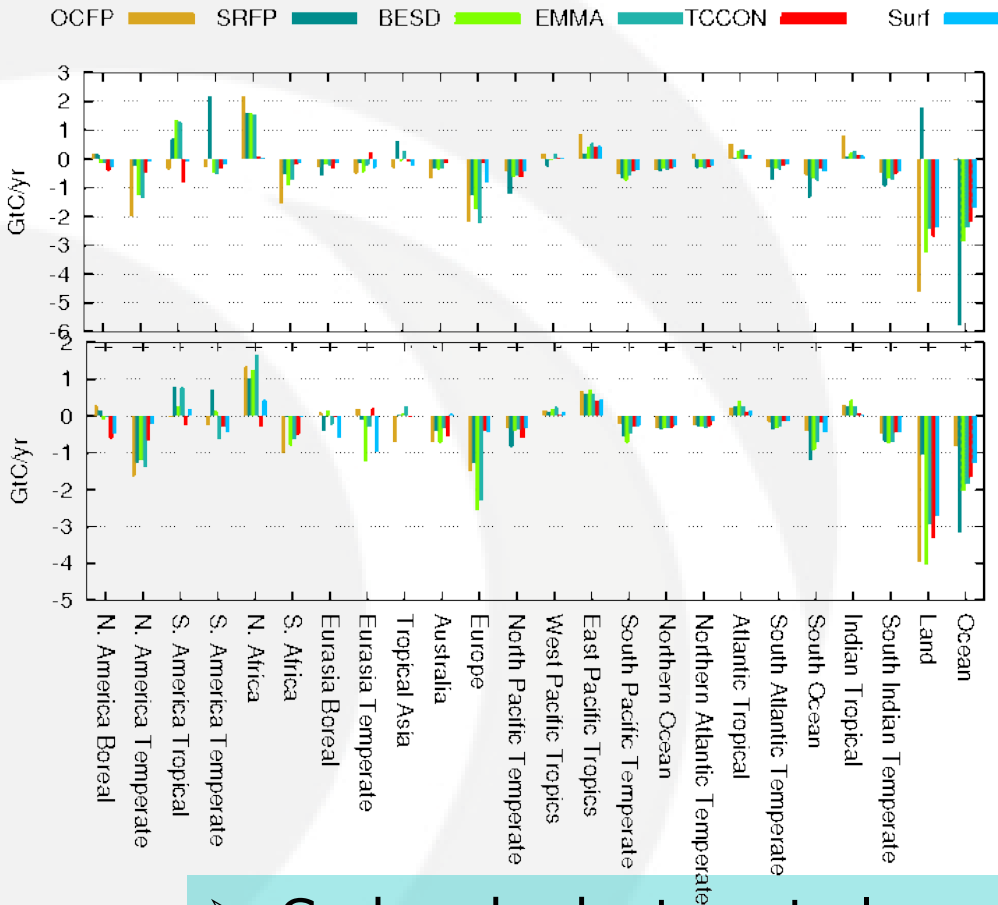 OCFP SRFP BESD EMMA TCCON Surf
3
2
1
0
-1
-2
-3
-4
-5
-6
GtC/yr
2
1
0
-1
-2
-3
-4
-5
GtC/yr
N. America Boreal
N. America Temperate
S. America Tropical
S. America Temperate
N. Africa
S. Africa
Eurasia Boreal
Eurasia Temperate
Tropical Asia
Australia
Europe
North Pacific Temperate
West Pacific Tropics
East Pacific Tropics
South Pacific Temperate
Northern Ocean
Northern Atlantic Temperate
Atlantic Tropical
South Atlantic Temperate
South Ocean
Indian Tropical
South Indian Temperate
Land
Ocean